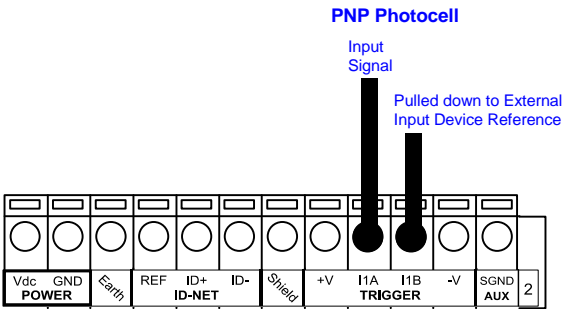 PNP Photocell
Input
Signal
Pulled down to External
Input Device Reference
Vdc GND Earth REF ID+ ID- Shield +V I1A I1B -V SGND 2
POWER ID-NET TRIGGER AUX